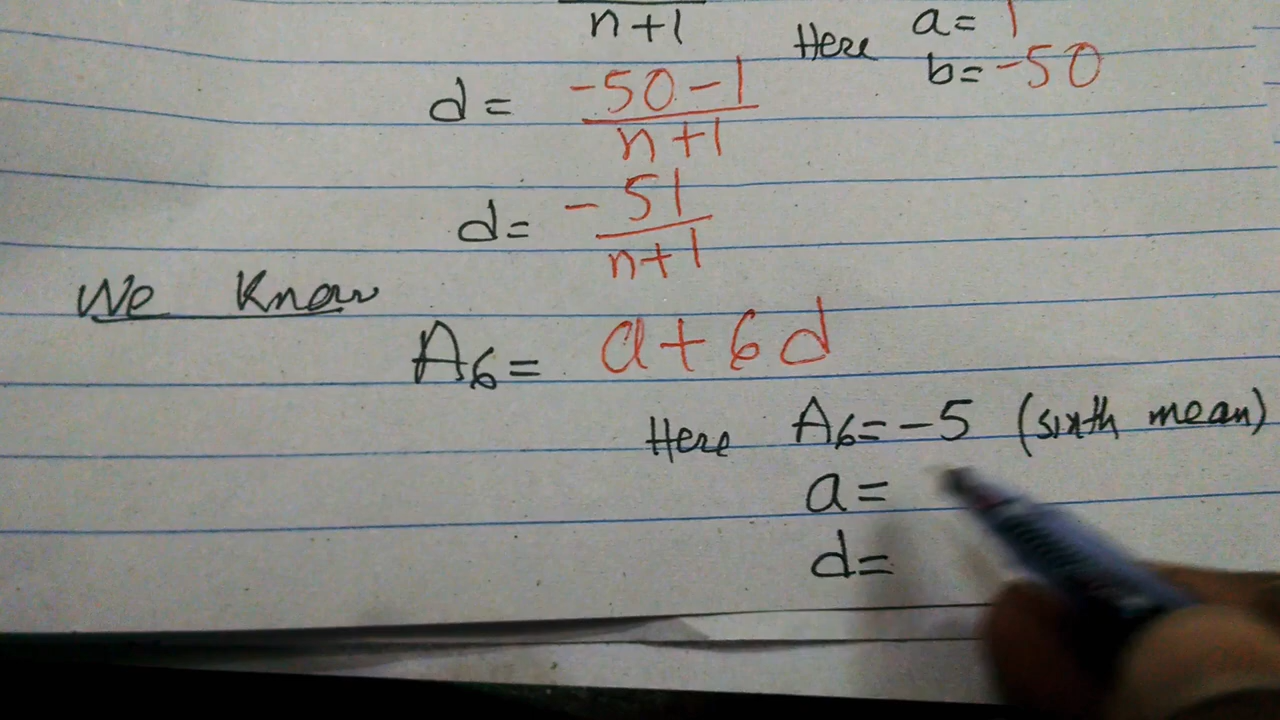 n+1
Here a= 1
b= -50
d= -50-1
n+1
d= - 51
n+1
We Know
A6= a+6d
Here A6= -5 (sixth mean)
a=
d=